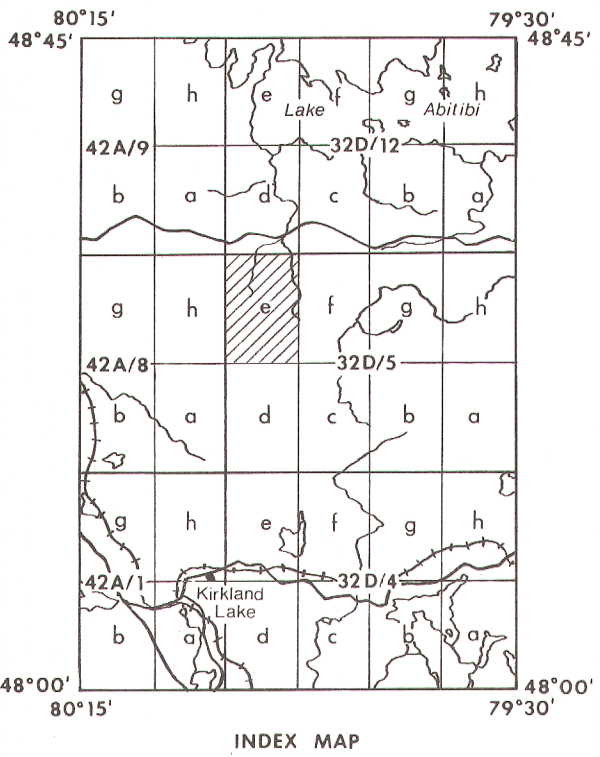 80°15' 79°30'
48°45' 48°45'
g h e f g h
Lake Abitibi
42A/9 32D/12
b a d c b a
g h e f g h
42A/8 32D/5
b a d c b a
g h e f g h
42A/1 32D/4
Kirkland
Lake
b a d c b a
48°00' 48°00'
80°15' 79°30'
INDEX MAP